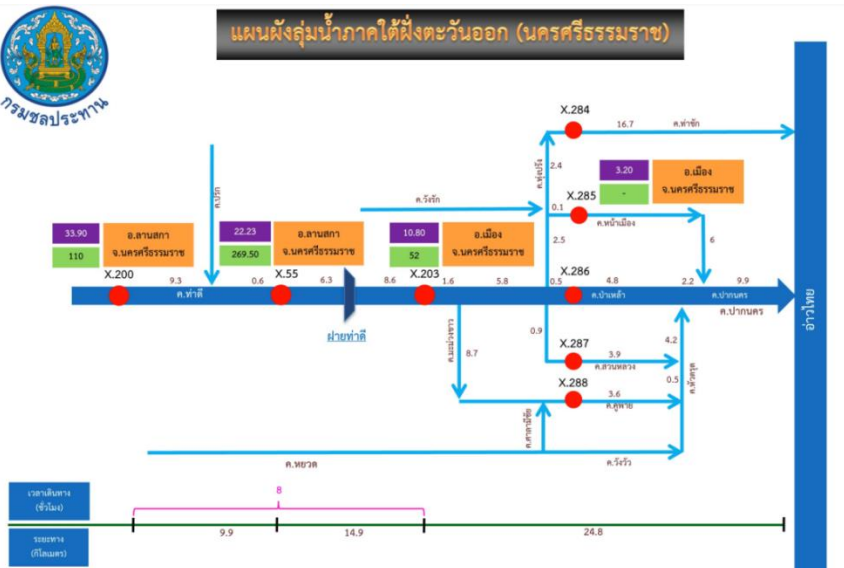 แผนผังลุ่มน้ำภาคใต้ฝั่งตะวันออก (นครศรีธรรมราช)
กรมชลประทาน
X.284
16.7
ค.ท่าซัก
ค.ทุ่งปรัง
2.4
3.20
-
อ.เมือง
จ.นครศรีธรรมราช
ค.ปรัก
ค.วังรัก
X.285
0.1
ค.หน้าเมือง
33.90
110
อ.ลานสกา
จ.นครศรีธรรมราช
22.23
269.50
อ.ลานสกา
จ.นครศรีธรรมราช
10.80
52
อ.เมือง
จ.นครศรีธรรมราช
2.5
6
X.200
9.3
0.6
X.55
6.3
8.6
X.203
1.6
5.8
0.5
X.286
4.8
2.2
9.9
ค.ท่าดี
ค.ป่าเหล้า
ค.ปากนคร
ค.ปากนคร
อ่าวไทย
ฝายท่าดี
ค.มะม่วงขาว
8.7
0.9
X.287
3.9
ค.สวนหลวง
4.2
0.5
ค.หัวตรุด
X.288
3.6
ค.คูพาย
ค.ศาลามีชัย
ค.หยวด
ค.วังวัว
เวลาเดินทาง
(ชั่วโมง)
8
ระยะทาง
(กิโลเมตร)
9.9
14.9
24.8